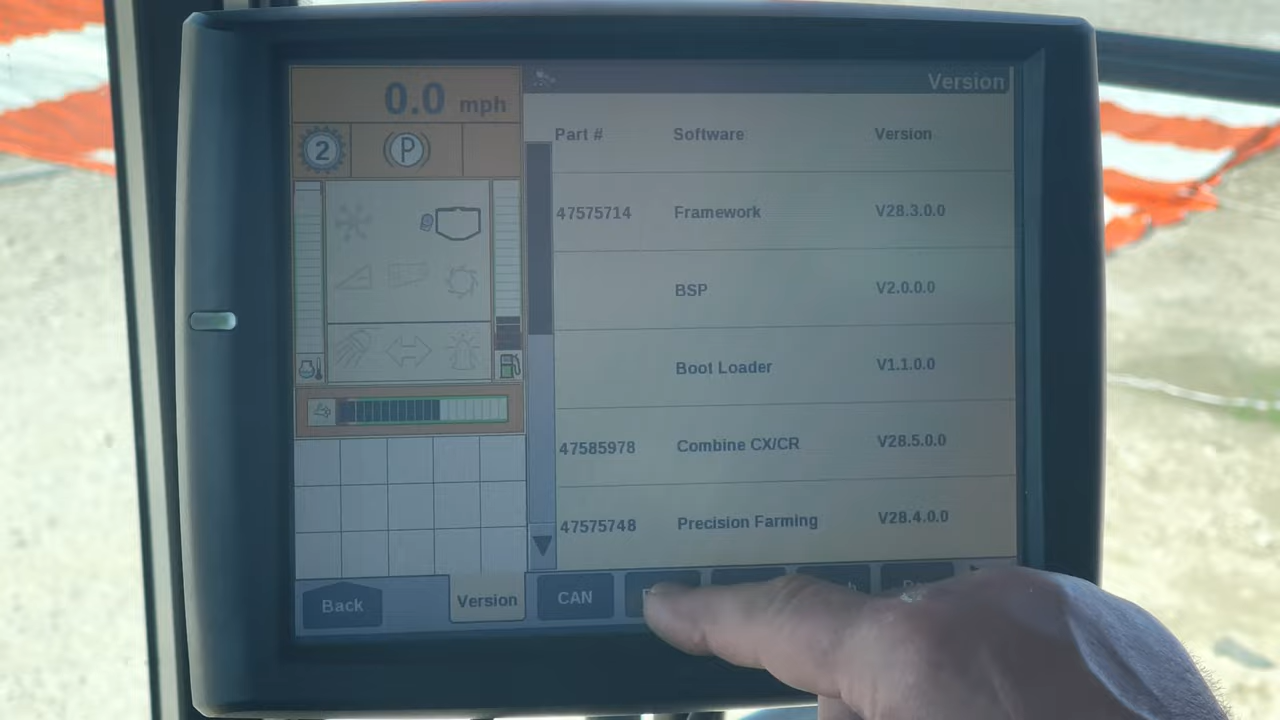 0.0 mph
2 P
Version
Part # Software Version
47575714 Framework V28.3.0.0
BSP V2.0.0.0
Boot Loader V1.1.0.0
47585978 Combine CX/CR V28.5.0.0
47575748 Precision Farming V28.4.0.0
Back Version CAN